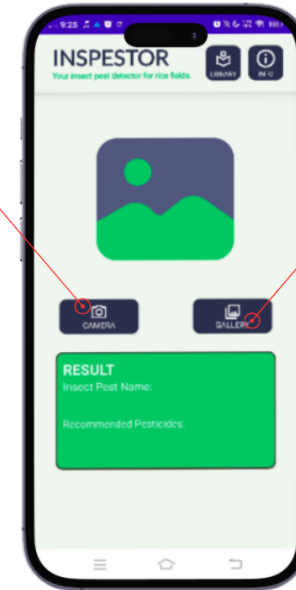 9:25
INSPESTOR
Your insect pest detector for rice fields.
LIBRARY
INFO
CAMERA
GALLERY
RESULT
Insect Pest Name:
Recommended Pesticides: